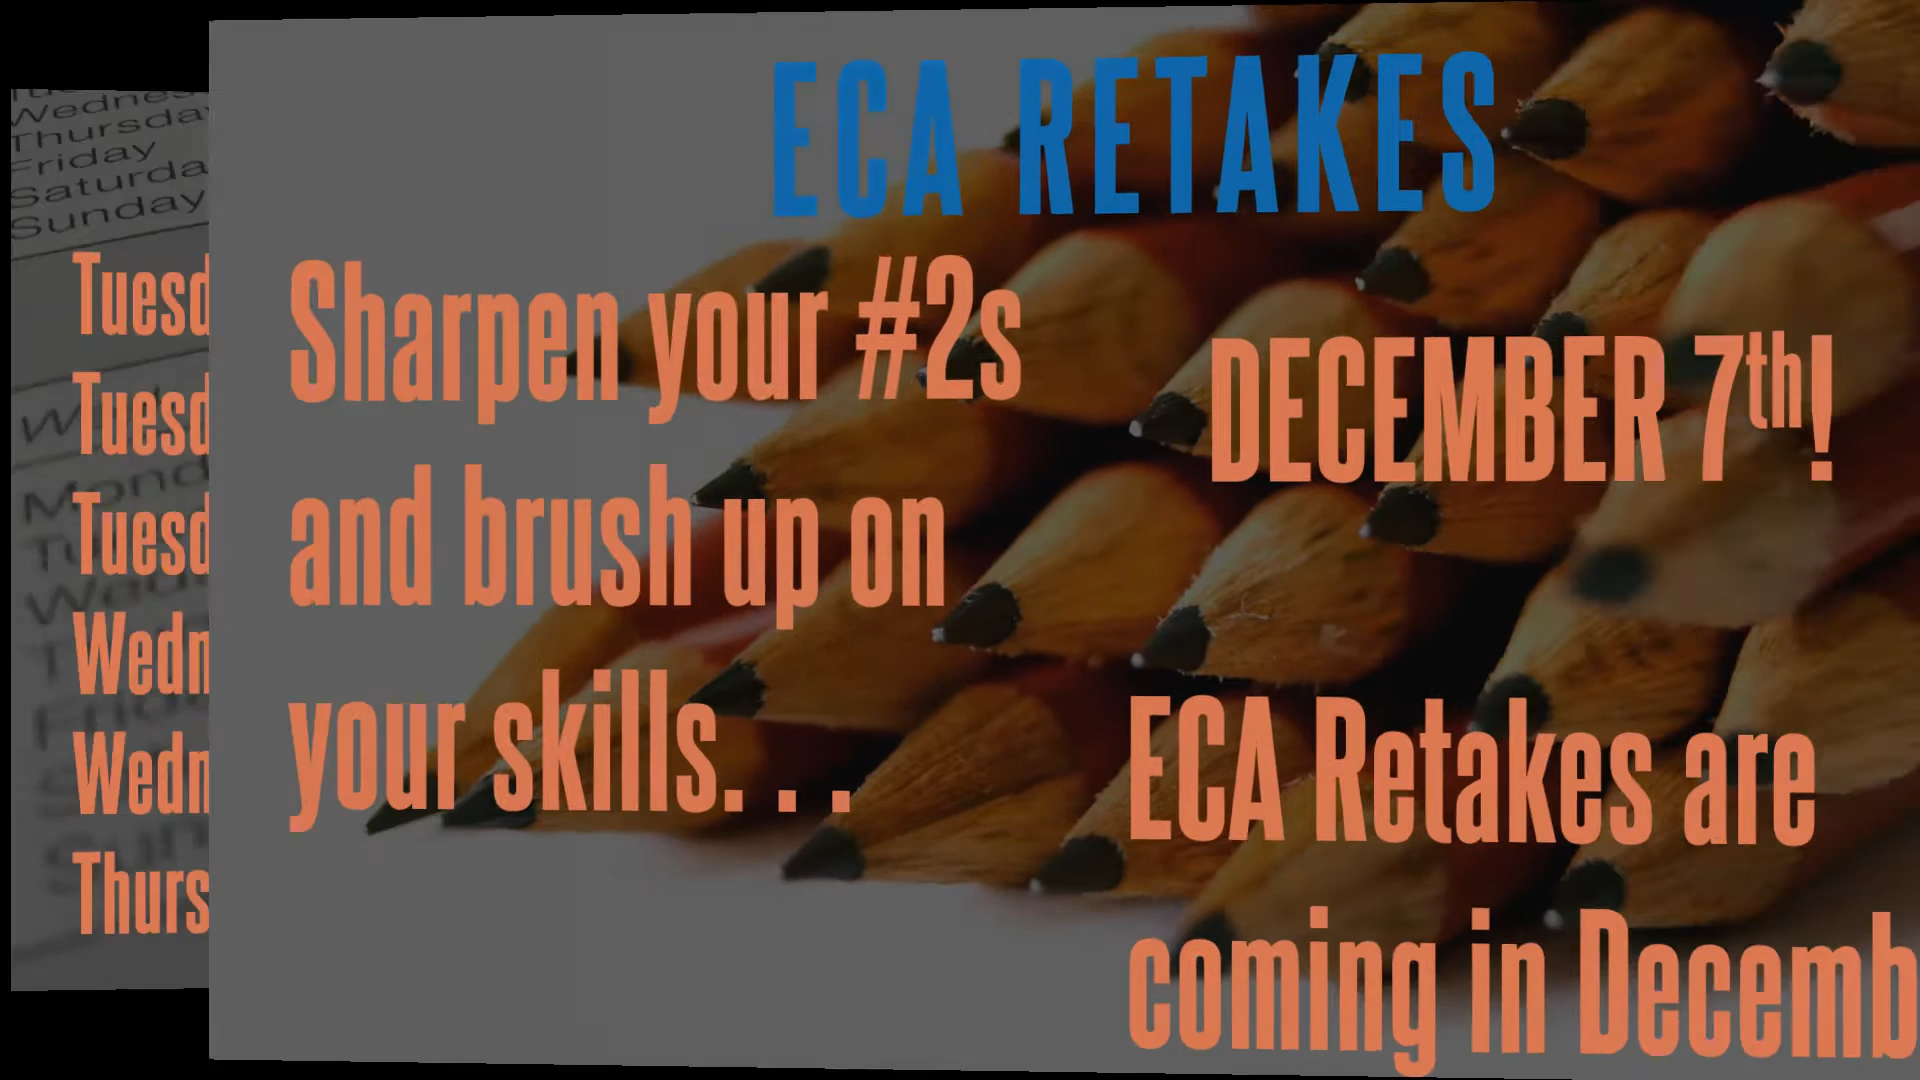 ECA RETAKES
Sharpen your #2s
and brush up on
your skills. . .
DECEMBER 7th!
ECA Retakes are
coming in Decemb
Wednes
Thursday
Friday
Saturda
Sunday
Tuesd
Tuesd
Tuesd
Wedn
Wedn
Thurs